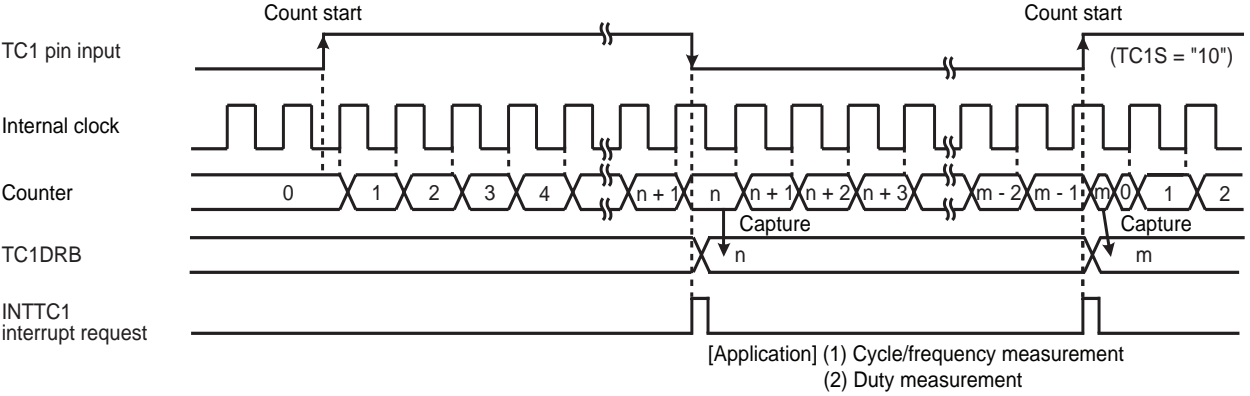 Count start
Count start
TC1 pin input
(TC1S = "10")
Internal clock
Counter
0 1 2 3 4 n + 1 n n + 1 n + 2 n + 3 m - 2 m - 1 m 0 1 2
Capture
Capture
TC1DRB
n
m
INTTC1
interrupt request
[Application] (1) Cycle/frequency measurement
(2) Duty measurement